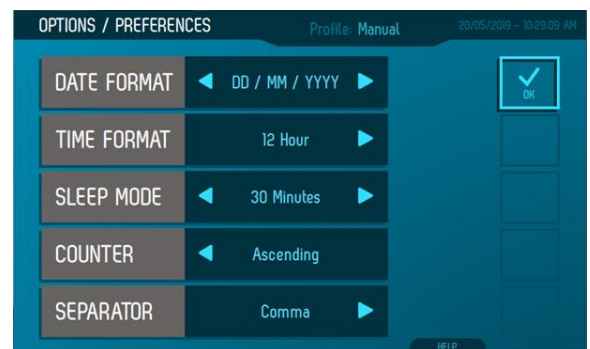 OPTIONS / PREFERENCES Profile: Manual 20/05/2019 - 10:29:09 AM
DATE FORMAT DD / MM / YYYY OK
TIME FORMAT 12 Hour
SLEEP MODE 30 Minutes
COUNTER Ascending
SEPARATOR Comma
HELP